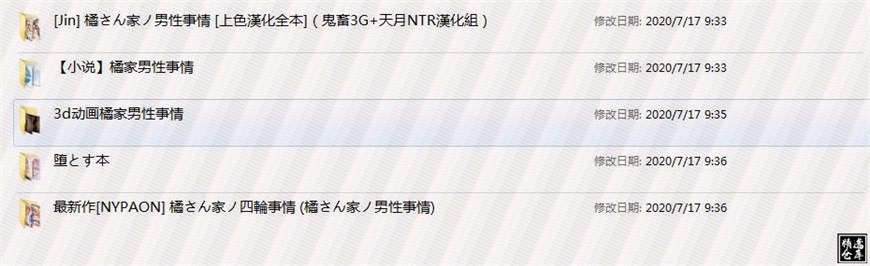 [Jin] 橘さん家ノ男性事情 [上色漢化全本]（鬼畜3G+天月NTR漢化組） 修改日期: 2020/7/17 9:33
【小说】橘家男性事情 修改日期: 2020/7/17 9:33
3d动画橘家男性事情 修改日期: 2020/7/17 9:35
堕とす本 修改日期: 2020/7/17 9:36
最新作[NYPAON] 橘さん家ノ四輪事情 (橘さん家ノ男性事情) 修改日期: 2020/7/17 9:36